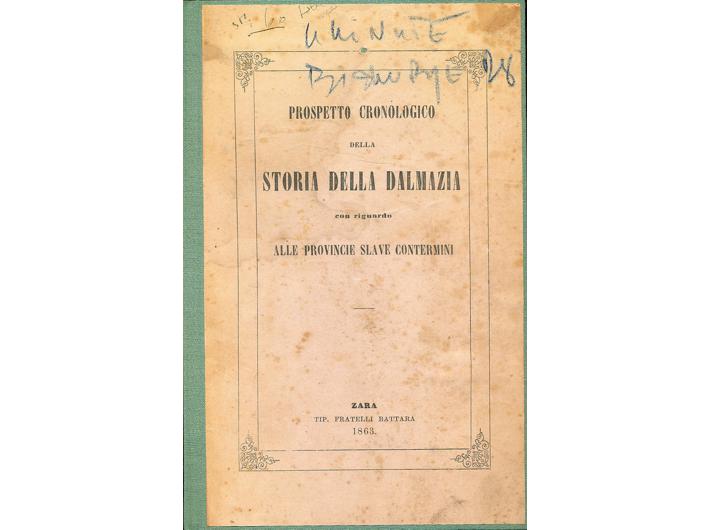 PROSPETTO CRONOLOGICO
DELLA
STORIA DELLA DALMAZIA
con riguardo
ALLE PROVINCIE SLAVE CONTERMINI
ZARA
TIP. FRATELLI BATTARA
1863.